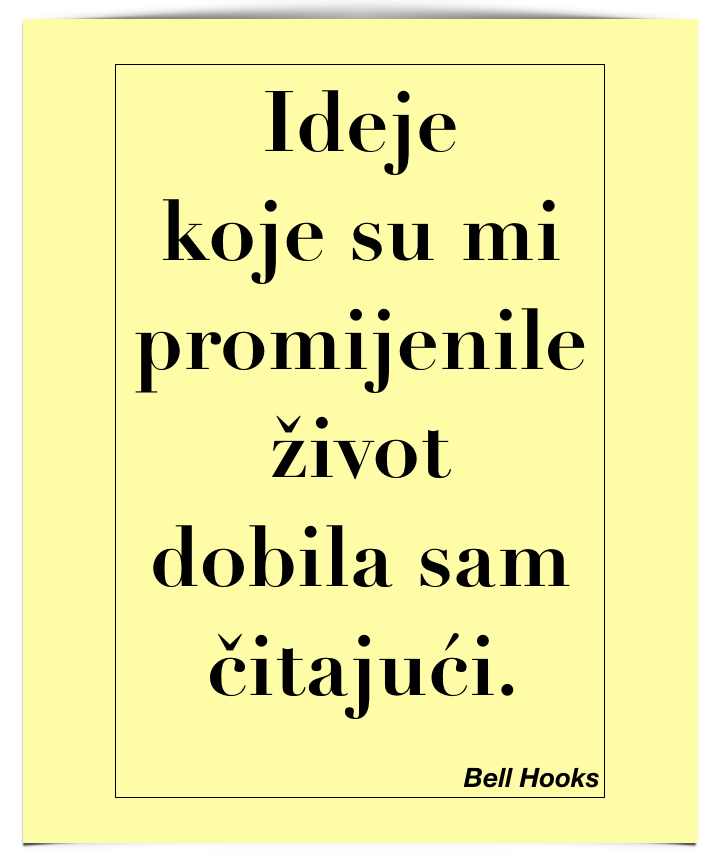 Ideje
koje su mi
promijenile
život
dobila sam
čitajući.
Bell Hooks